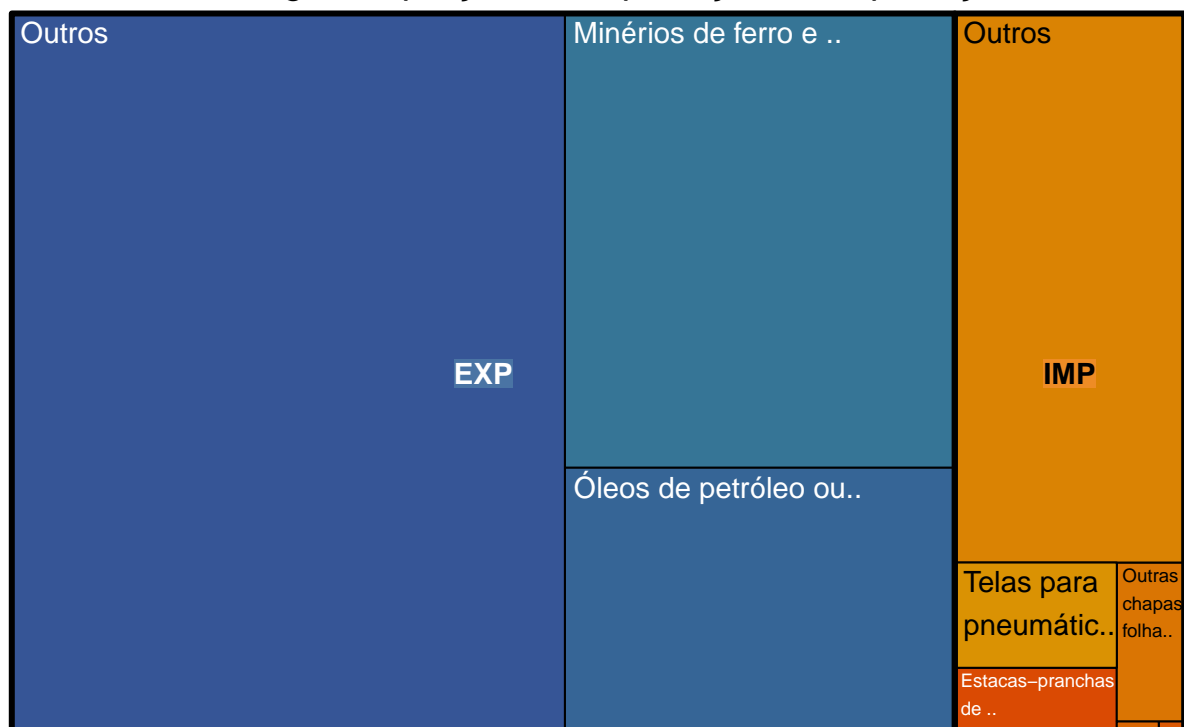 Outros
Minérios de ferro e ..
Outros
EXP
IMP
Óleos de petróleo ou..
Telas para
pneumátic..
Outras
chapas
folha..
Estacas−pranchas
de ..